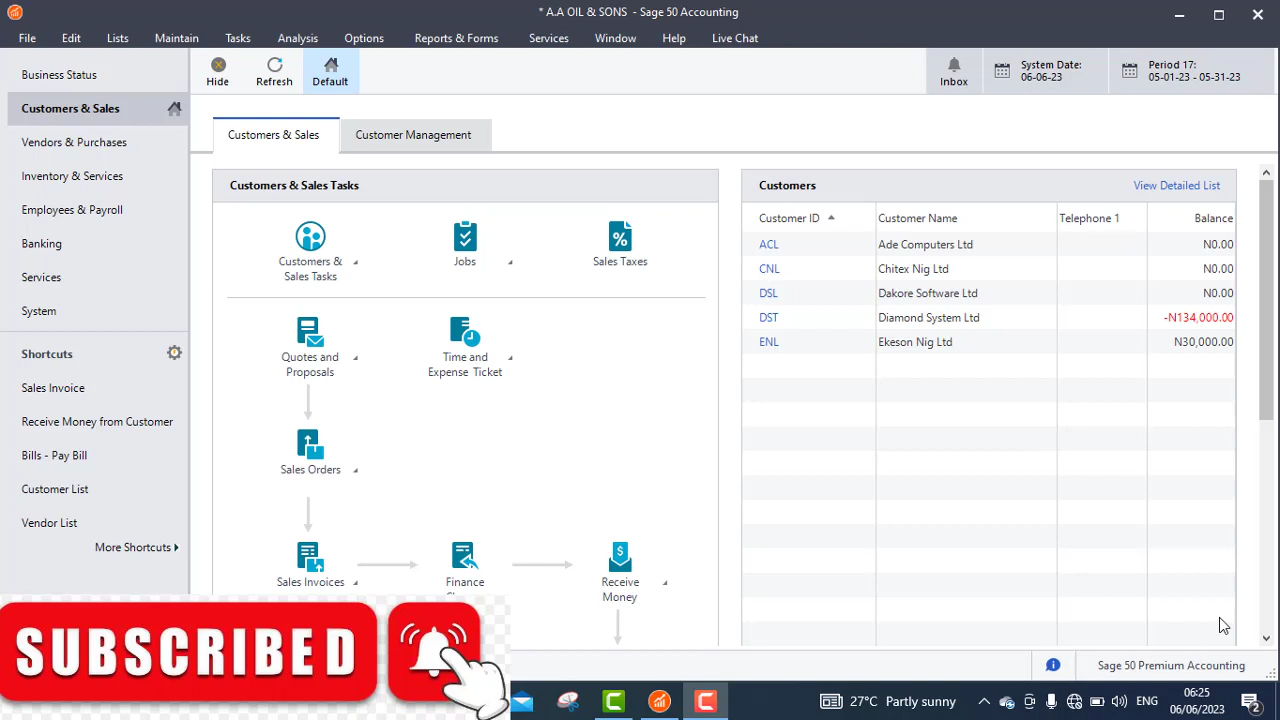 * A.A OIL & SONS - Sage 50 Accounting
File Edit Lists Maintain Tasks Analysis Options Reports & Forms Services Window Help Live Chat
Business Status
Customers & Sales
Vendors & Purchases
Inventory & Services
Employees & Payroll
Banking
Services
System
Shortcuts
Sales Invoice
Receive Money from Customer
Bills - Pay Bill
Customer List
Vendor List
More Shortcuts
Hide Refresh Default
Inbox
System Date:
06-06-23
Period 17:
05-01-23 - 05-31-23
Customers & Sales Customer Management
Customers & Sales Tasks
Customers &
Sales Tasks
Jobs
Sales Taxes
Quotes and
Proposals
Time and
Expense Ticket
Sales Orders
Sales Invoices
Finance
Receive
Money
Customers View Detailed List
Customer ID Customer Name Telephone 1 Balance
ACL Ade Computers Ltd N0.00
CNL Chitex Nig Ltd N0.00
DSL Dakore Software Ltd N0.00
DST Diamond System Ltd -N134,000.00
ENL Ekeson Nig Ltd N30,000.00
SUBSCRIBED
Sage 50 Premium Accounting
27°C Partly sunny
ENG
06:25
06/06/2023
2